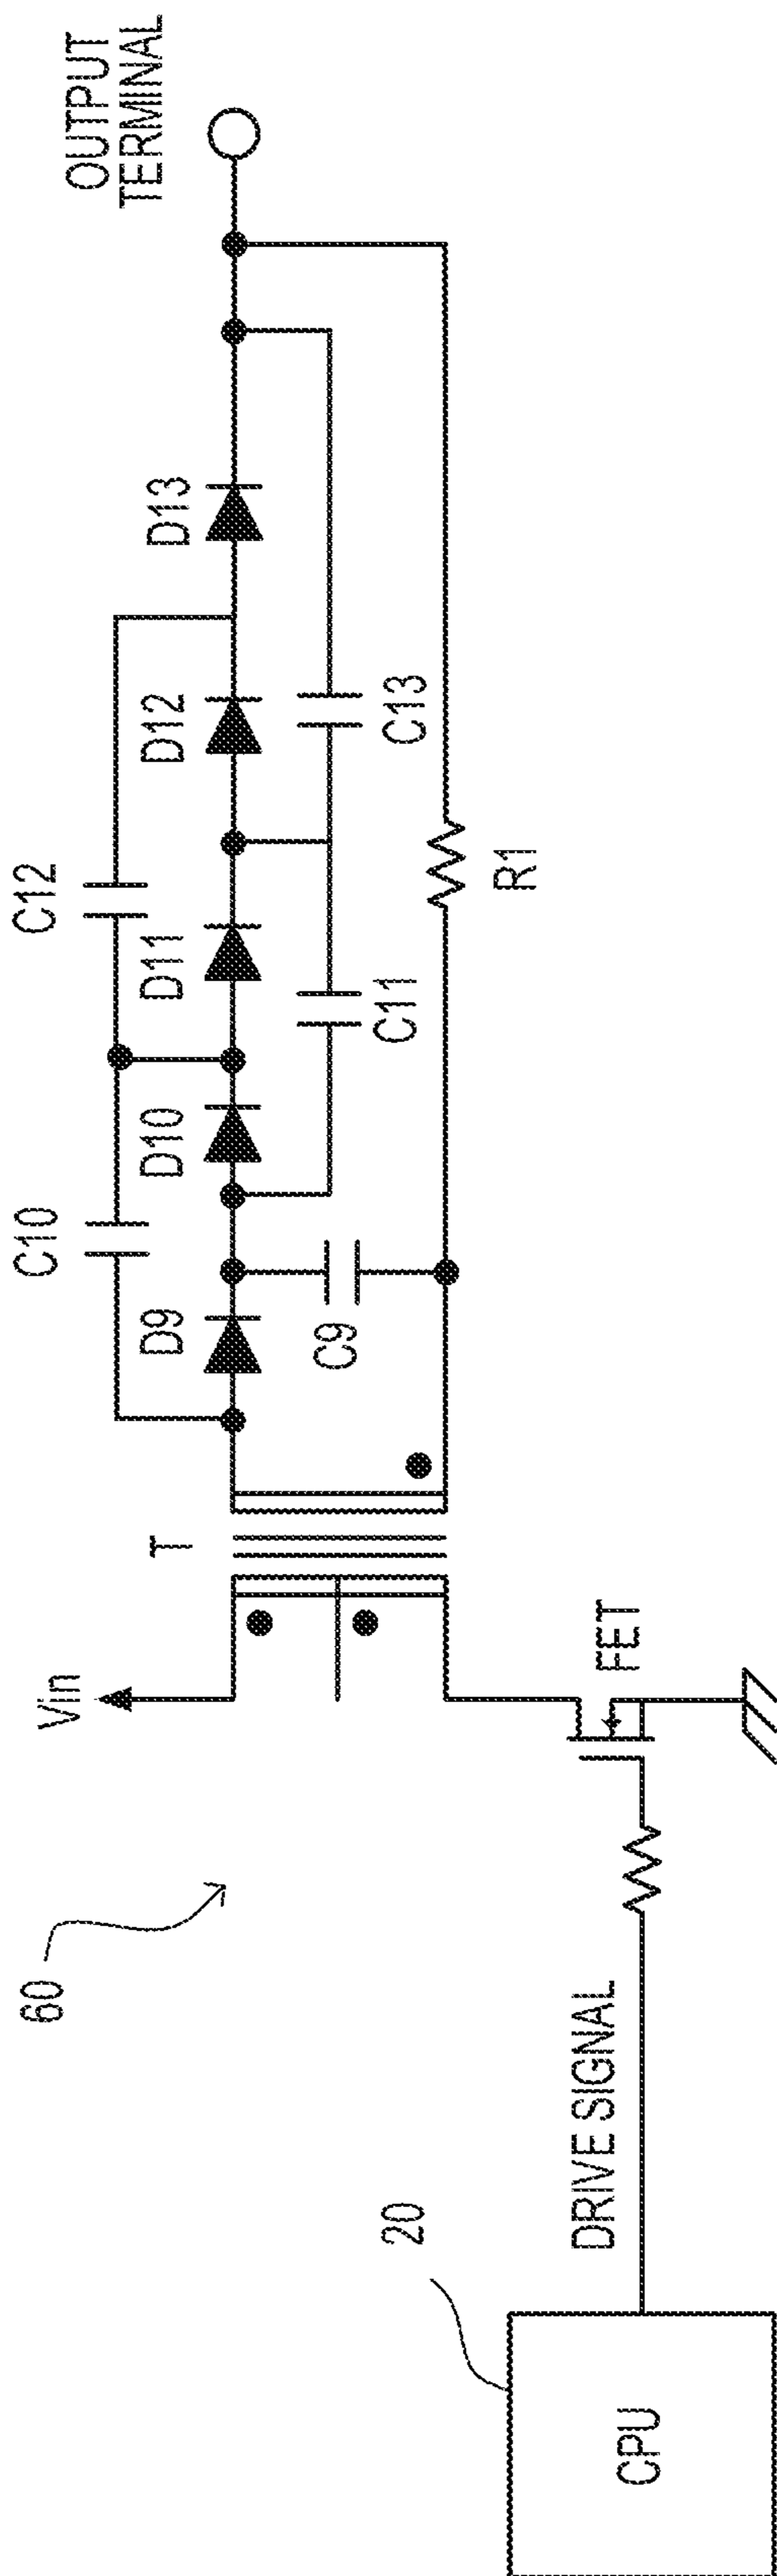 60
20
CPU
DRIVE SIGNAL
Vin
FET
T
C10
C12
D9
D10
D11
D12
D13
C9
C11
C13
R1
OUTPUT
TERMINAL